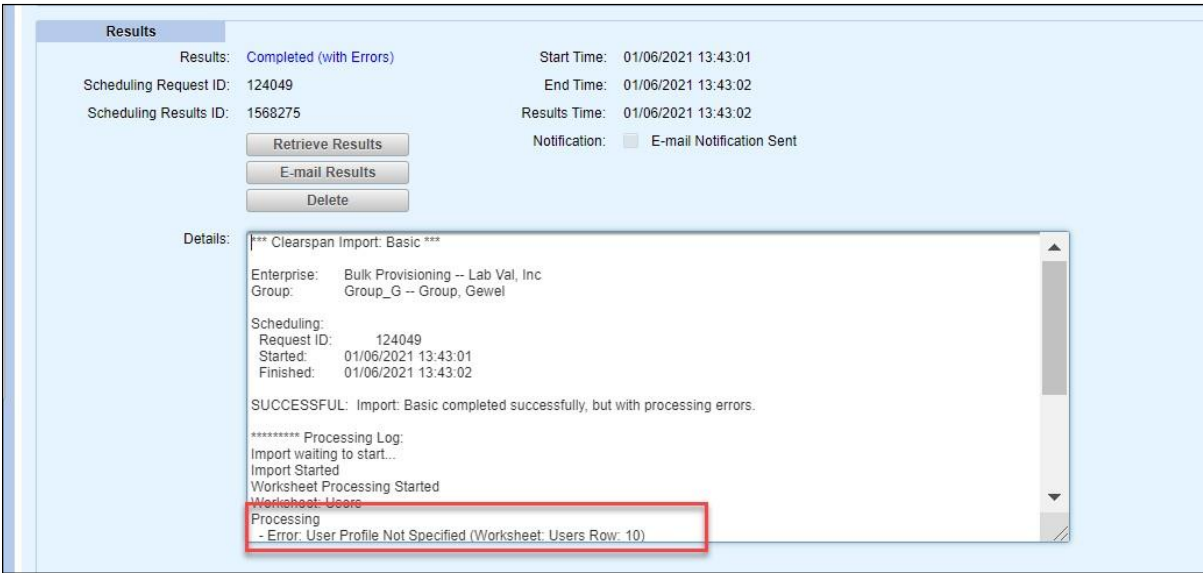 Results
Results: Completed (with Errors) Start Time: 01/06/2021 13:43:01
Scheduling Request ID: 124049 End Time: 01/06/2021 13:43:02
Scheduling Results ID: 1568275 Results Time: 01/06/2021 13:43:02
Retrieve Results Notification: E-mail Notification Sent
E-mail Results
Delete
Details: *** Clearspan Import: Basic ***
Enterprise: Bulk Provisioning -- Lab Val, Inc
Group: Group_G -- Group, Gewel
Scheduling:
Request ID: 124049
Started: 01/06/2021 13:43:01
Finished: 01/06/2021 13:43:02
SUCCESSFUL: Import: Basic completed successfully, but with processing errors.
********* Processing Log:
Import waiting to start...
Import Started
Worksheet Processing Started
Worksheet: Users
Processing
- Error: User Profile Not Specified (Worksheet: Users Row: 10)